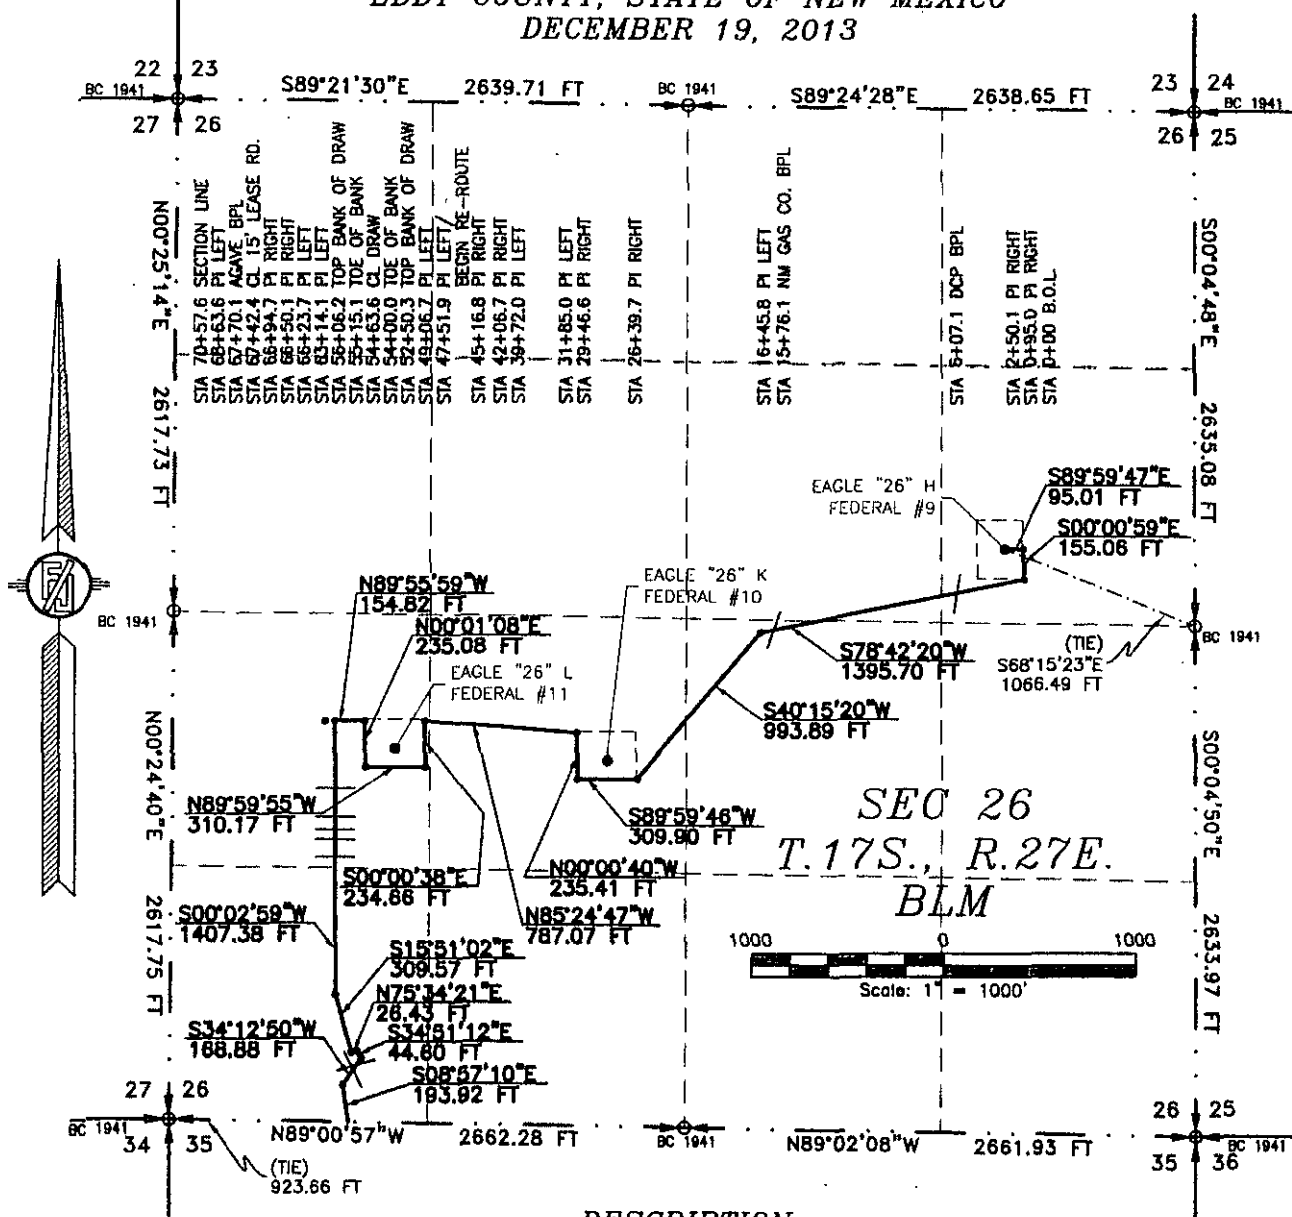 EDDY COUNTY, STATE OF NEW MEXICO
DECEMBER 19, 2013
22 23
BC 1941
27 26
S89°21'30"E 2639.71 FT
BC 1941
S89°24'28"E 2638.65 FT
23 24
BC 1941
26 25
N00°25'14"E 2617.73 FT
STA 70+57.6 SECTION LINE
STA 68+63.6 PI LEFT
STA 67+70.1 AGAVE BPL
STA 67+42.4 CL 15' LEASE RD.
STA 66+94.7 PI RIGHT
STA 66+50.1 PI RIGHT
STA 66+23.7 PI LEFT
STA 63+14.1 PI LEFT
STA 56+06.2 TOP BANK OF DRAW
STA 55+15.1 TOE OF BANK
STA 54+63.6 CL DRAW
STA 54+00.0 TOE OF BANK
STA 52+50.3 TOP BANK OF DRAW
STA 49+06.7 PI LEFT
STA 47+51.9 PI LEFT/
BEGIN RE-ROUTE
STA 45+16.8 PI RIGHT
STA 42+06.7 PI RIGHT
STA 39+72.0 PI LEFT
STA 31+85.0 PI LEFT
STA 29+46.6 PI RIGHT
STA 26+39.7 PI RIGHT
STA 16+45.8 PI LEFT
STA 15+76.1 NM GAS CO. BPL
STA 5+07.1 DCP BPL
STA 2+50.1 PI RIGHT
STA 0+95.0 PI RIGHT
STA 0+00 B.O.L.
S00°04'48"E 2635.08 FT
EAGLE "26" H
FEDERAL #9
S89°59'47"E
95.01 FT
S00°00'59"E
155.06 FT
N89°55'59"W
154.82 FT
N00°01'08"E
235.08 FT
EAGLE "26" K
FEDERAL #10
BC 1941
EAGLE "26" L
FEDERAL #11
S78°42'20"W
1395.70 FT
(TIE)
S68°15'23"E
1066.49 FT
BC 1941
S40°15'20"W
993.89 FT
N00°24'40"E 2617.75 FT
S00°04'50"E 2633.97 FT
N89°59'55"W
310.17 FT
S89°59'46"W
309.90 FT
SEC 26
T.17S., R.27E.
BLM
S00°00'38"E
234.66 FT
N00°00'40"W
235.41 FT
S00°02'59"W
1407.38 FT
N85°24'47"W
787.07 FT
1000 0 1000
Scale: 1" = 1000'
S15°51'02"E
309.57 FT
N75°34'21"E
26.43 FT
S34°12'50"W
168.88 FT
S34°51'12"E
44.60 FT
S08°57'10"E
193.92 FT
27 26
BC 1941
34 35
N89°00'57"W 2662.28 FT
BC 1941
N89°02'08"W 2661.93 FT
26 25
BC 1941
35 36
(TIE)
923.66 FT
DESCRIPTION